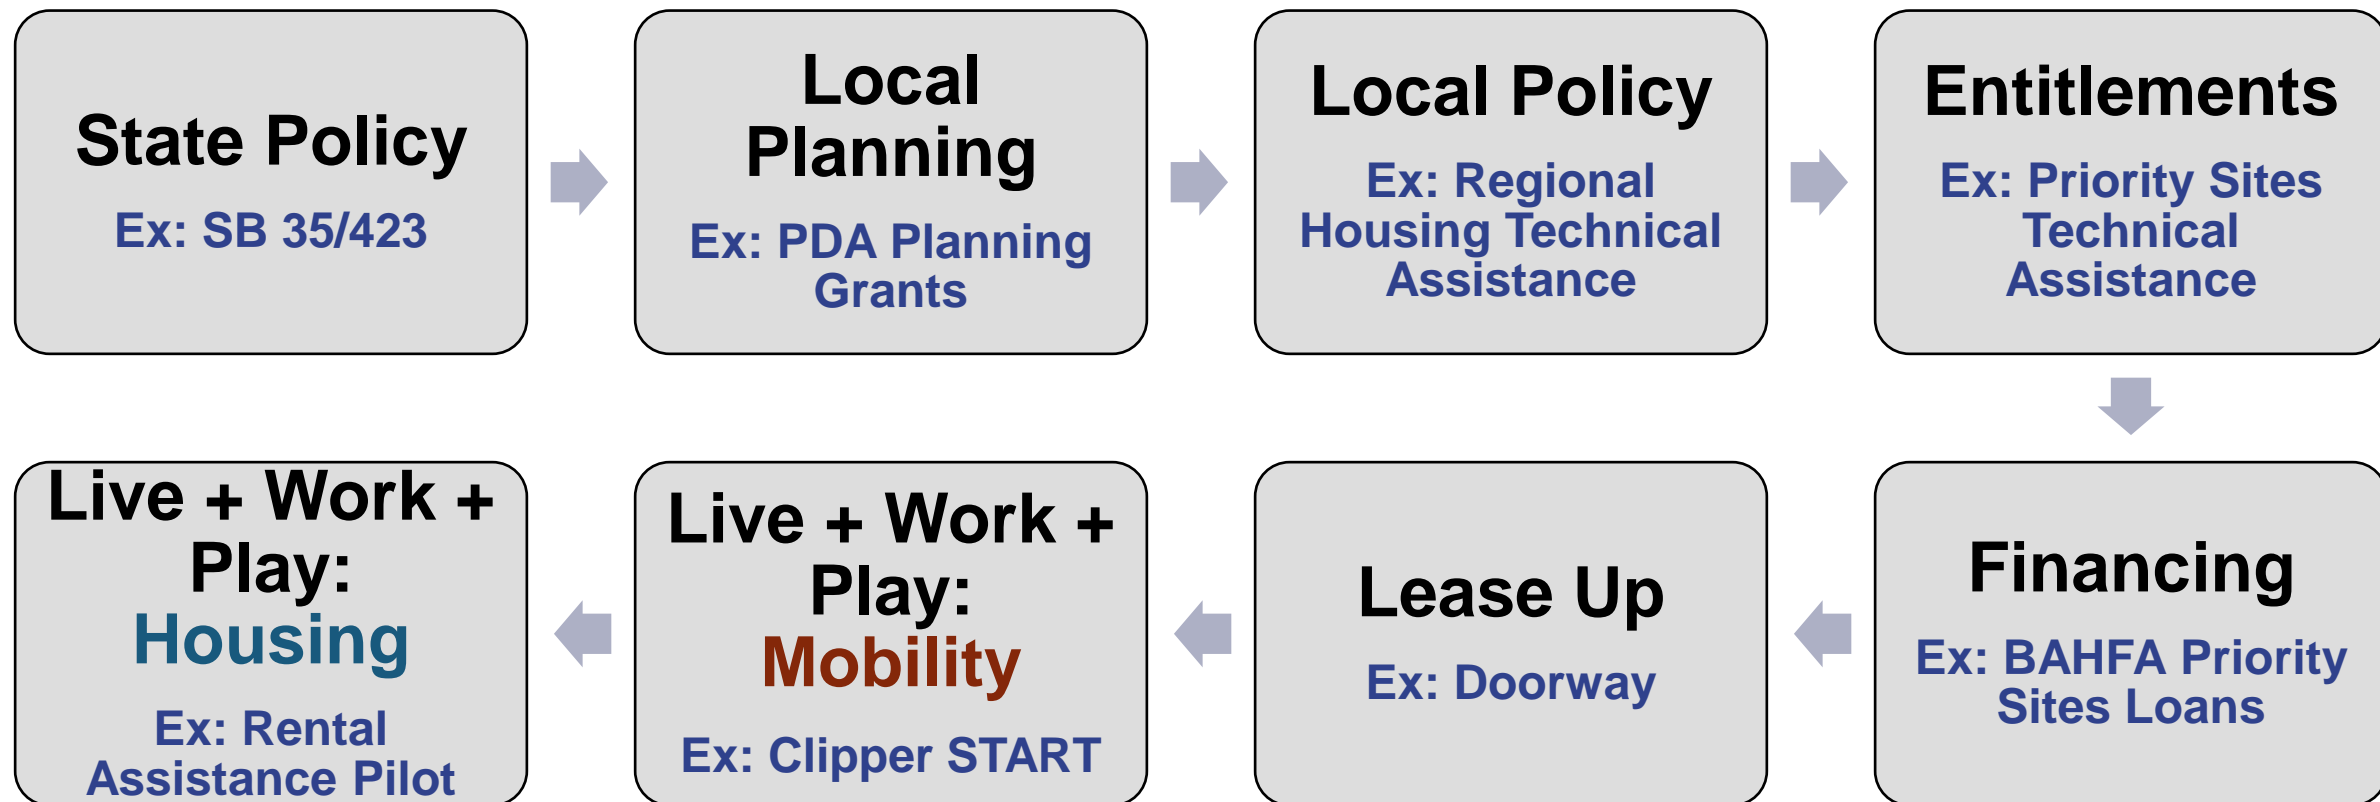 State Policy
Ex: SB 35/423
Local
Planning
Ex: PDA Planning
Grants
Local Policy
Ex: Regional
Housing Technical
Assistance
Entitlements
Ex: Priority Sites
Technical
Assistance
Financing
Ex: BAHFA Priority
Sites Loans
Lease Up
Ex: Doorway
Live + Work +
Play:
Mobility
Ex: Clipper START
Live + Work +
Play:
Housing
Ex: Rental
Assistance Pilot